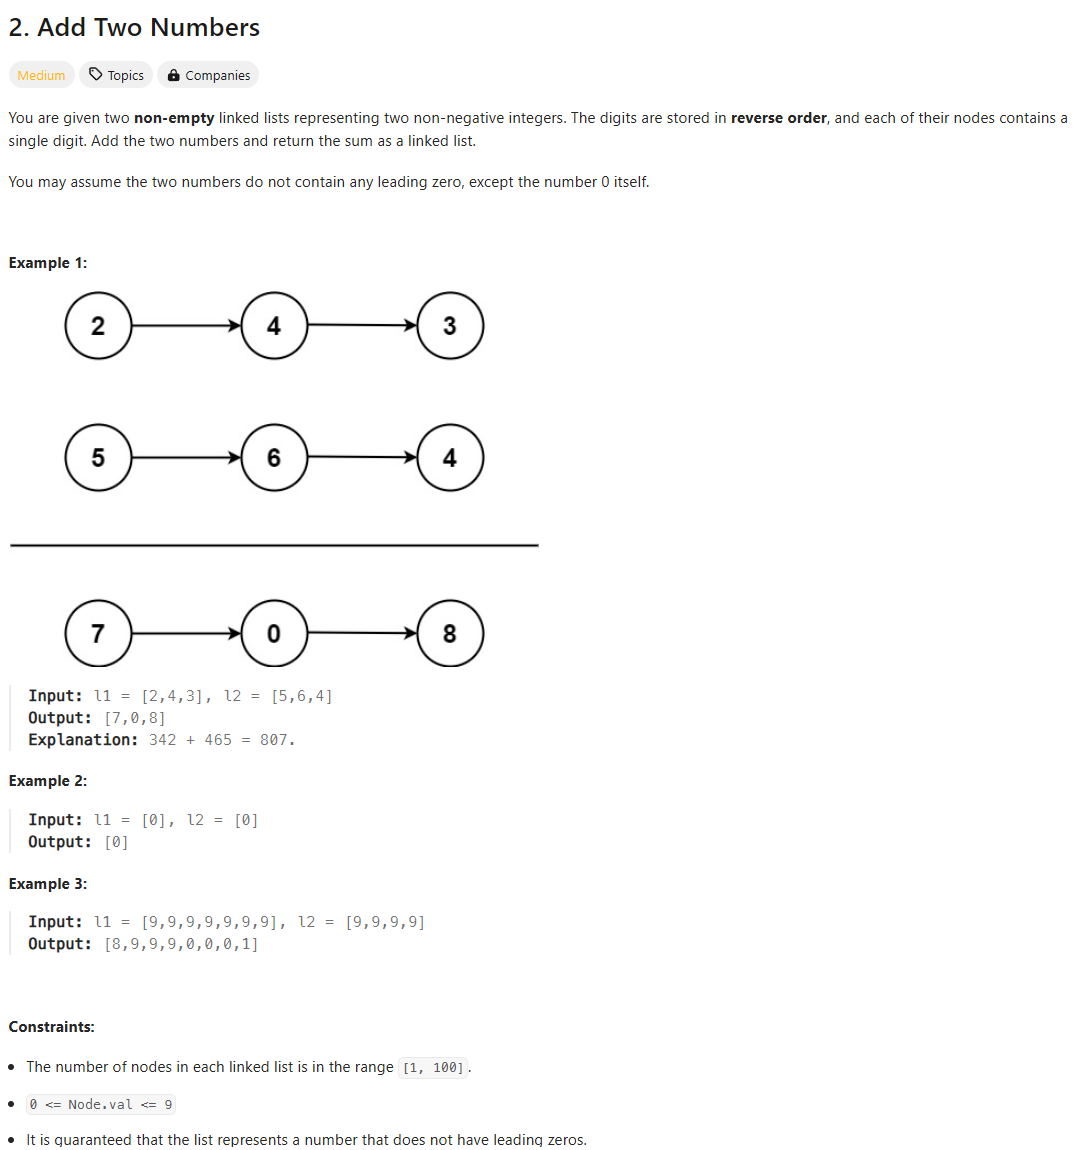 2. Add Two Numbers
Medium Topics Companies
You are given two non-empty linked lists representing two non-negative integers. The digits are stored in reverse order, and each of their nodes contains a
single digit. Add the two numbers and return the sum as a linked list.
You may assume the two numbers do not contain any leading zero, except the number 0 itself.
Example 1:
2 4 3
5 6 4
7 0 8
Input: l1 = [2,4,3], l2 = [5,6,4]
Output: [7,0,8]
Explanation: 342 + 465 = 807.
Example 2:
Input: l1 = [0], l2 = [0]
Output: [0]
Example 3:
Input: l1 = [9,9,9,9,9,9,9], l2 = [9,9,9,9]
Output: [8,9,9,9,0,0,0,1]
Constraints:
• The number of nodes in each linked list is in the range [1, 100].
• 0 <= Node.val <= 9
• It is guaranteed that the list represents a number that does not have leading zeros.